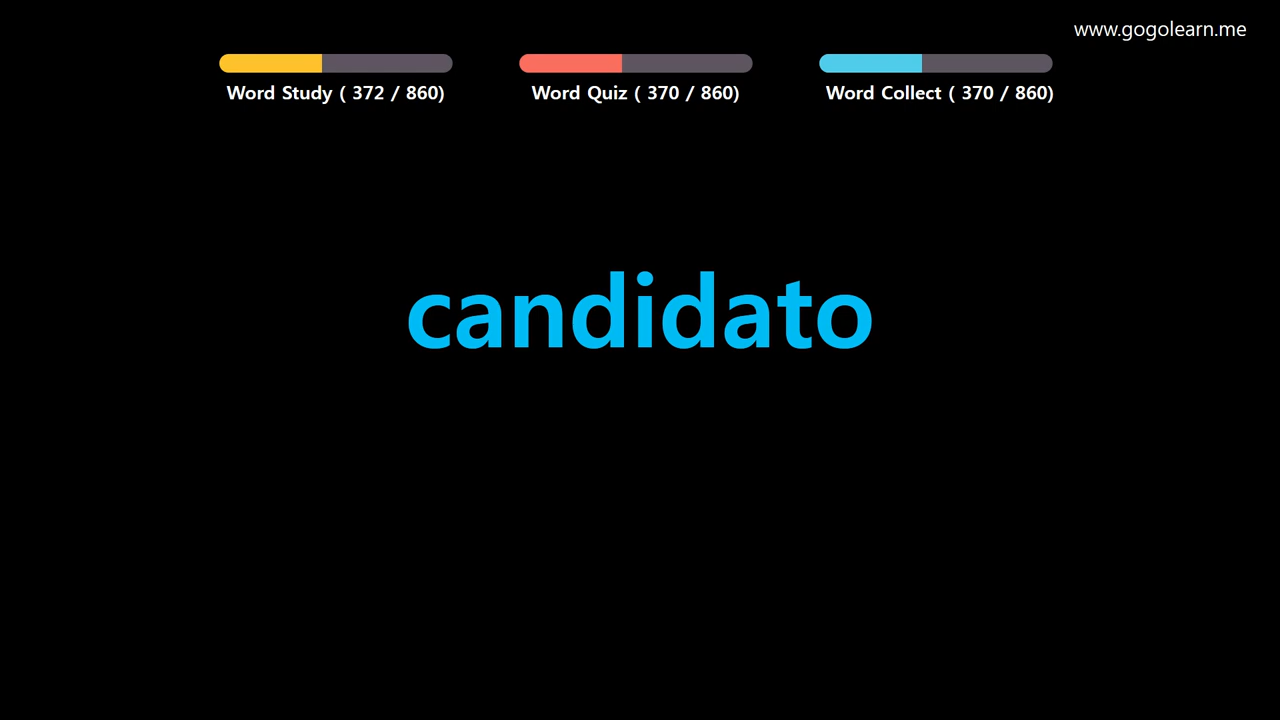 www.gogolearn.me
Word Study ( 372 / 860)
Word Quiz ( 370 / 860)
Word Collect ( 370 / 860)
candidato